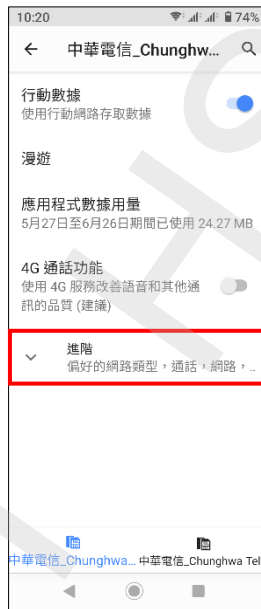 10:20 74%
中華電信_Chunghw...
行動數據
使用行動網路存取數據
漫遊
應用程式數據用量
5月27日至6月26日期間已使用 24.27 MB
4G 通話功能
使用 4G 服務改善語音和其他通
訊的品質 (建議)
進階
偏好的網路類型，通話，網路，..
中華電信_Chunghwa... 中華電信_Chunghwa Tel